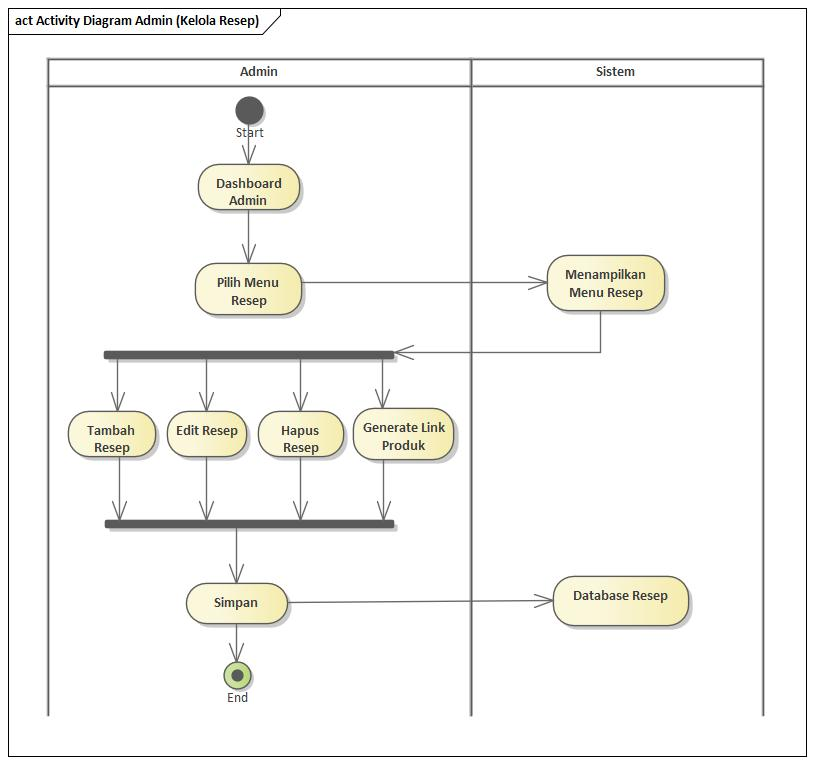 act Activity Diagram Admin (Kelola Resep)
Admin
Sistem
Start
Dashboard
Admin
Pilih Menu
Resep
Menampilkan
Menu Resep
Tambah
Resep
Edit Resep
Hapus
Resep
Generate Link
Produk
Simpan
Database Resep
End